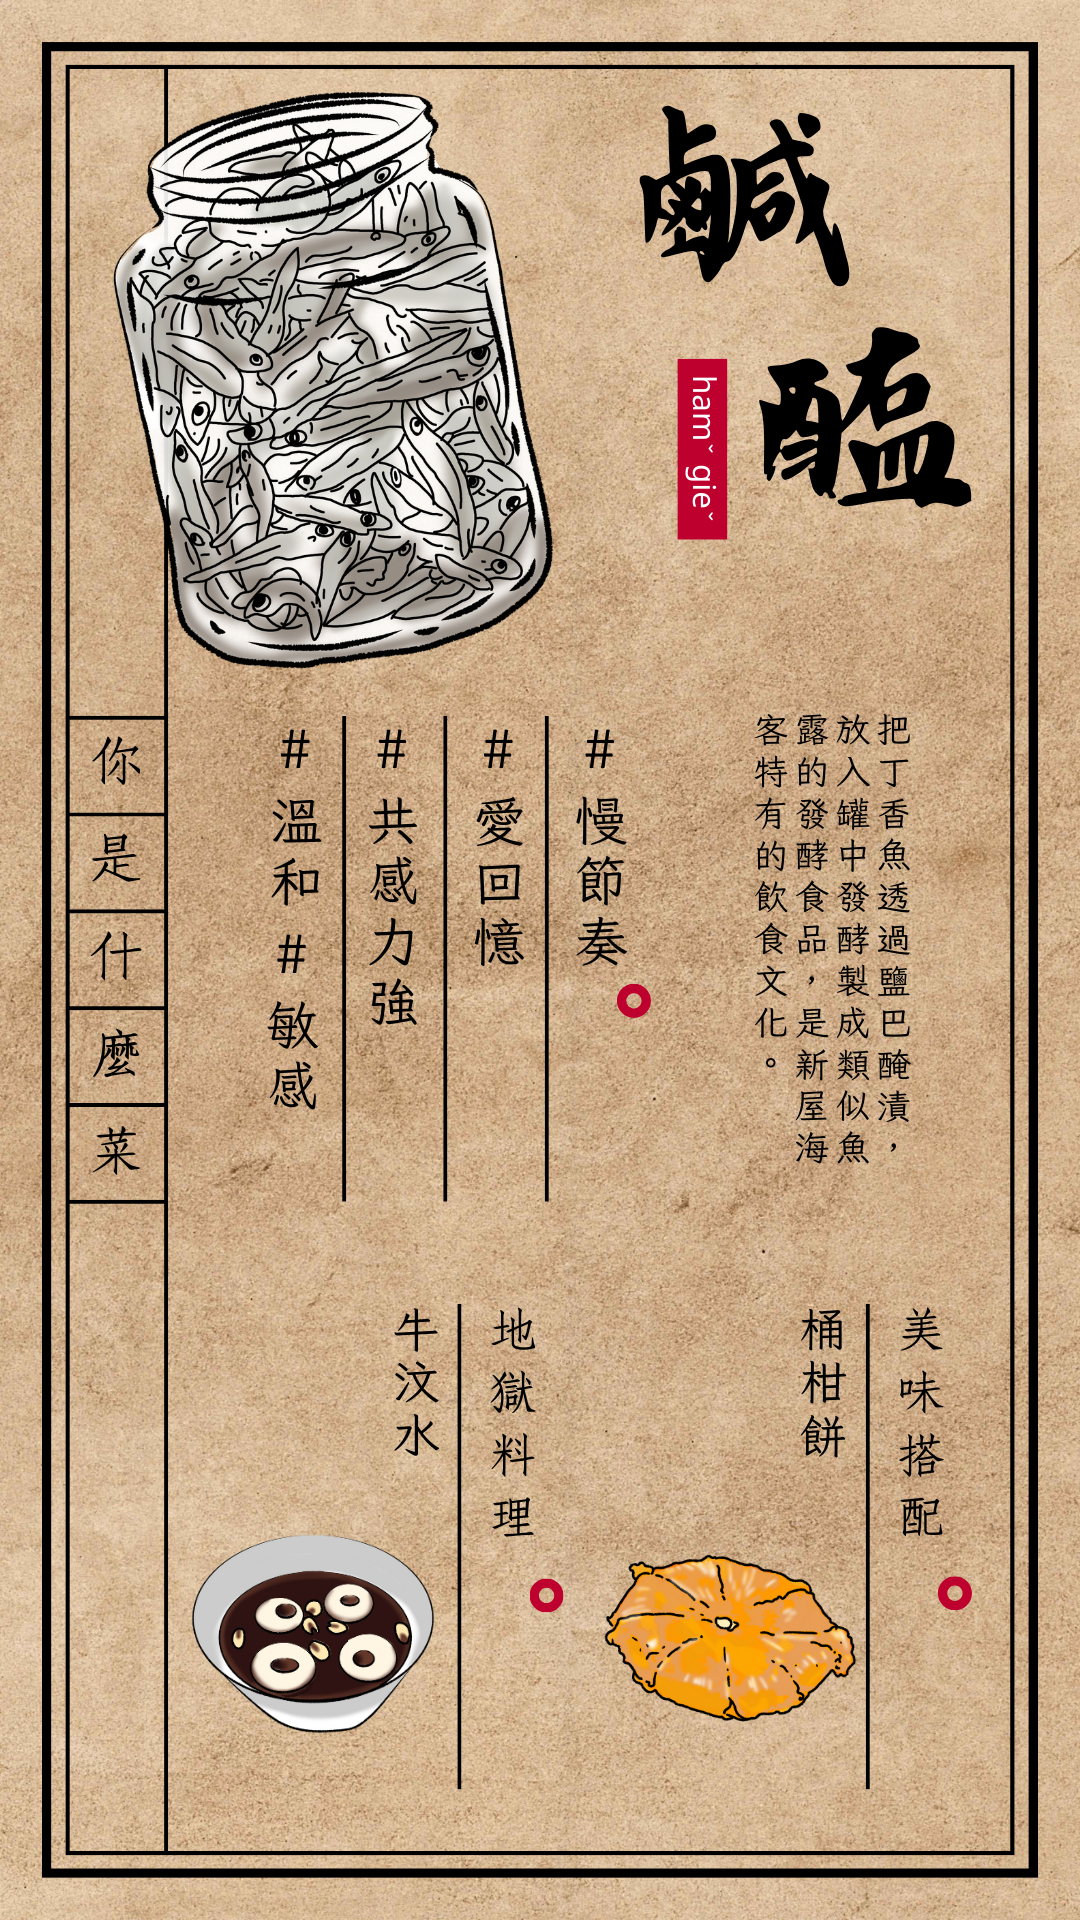 鹹
醢
hamˇ gieˇ
把丁香魚透過鹽巴醃漬，
放入罐中發酵製成類似魚
露的發酵食品，是新屋海
客特有的飲食文化。
#慢節奏
#愛回憶
#共感力強
#溫和 #敏感
你是什麼菜
美味搭配
桶柑餅
地獄料理
牛汶水